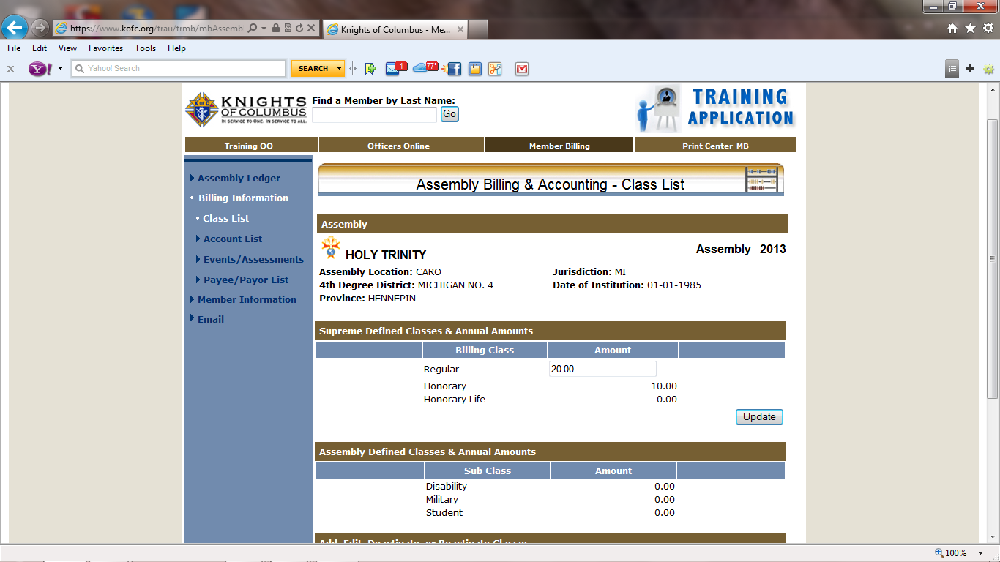 https://www.kofc.org/trau/trmb/mbAssemb
Knights of Columbus - Me...
File Edit View Favorites Tools Help
Y! Yahoo! Search SEARCH 1 77° f M
KNIGHTS OF COLUMBUS
IN SERVICE TO ONE. IN SERVICE TO ALL.
Find a Member by Last Name:
Go
TRAINING
APPLICATION
Training OO Officers Online Member Billing Print Center-MB
Assembly Ledger
Billing Information
Class List
Account List
Events/Assessments
Payee/Payor List
Member Information
Email
Assembly Billing & Accounting - Class List
Assembly
HOLY TRINITY Assembly 2013
Assembly Location: CARO Jurisdiction: MI
4th Degree District: MICHIGAN NO. 4 Date of Institution: 01-01-1985
Province: HENNEPIN
Supreme Defined Classes & Annual Amounts
Billing Class Amount
Regular 20.00
Honorary 10.00
Honorary Life 0.00
Update
Assembly Defined Classes & Annual Amounts
Sub Class Amount
Disability 0.00
Military 0.00
Student 0.00
Add, Edit, Deactivate, or Reactivate Classes
100%